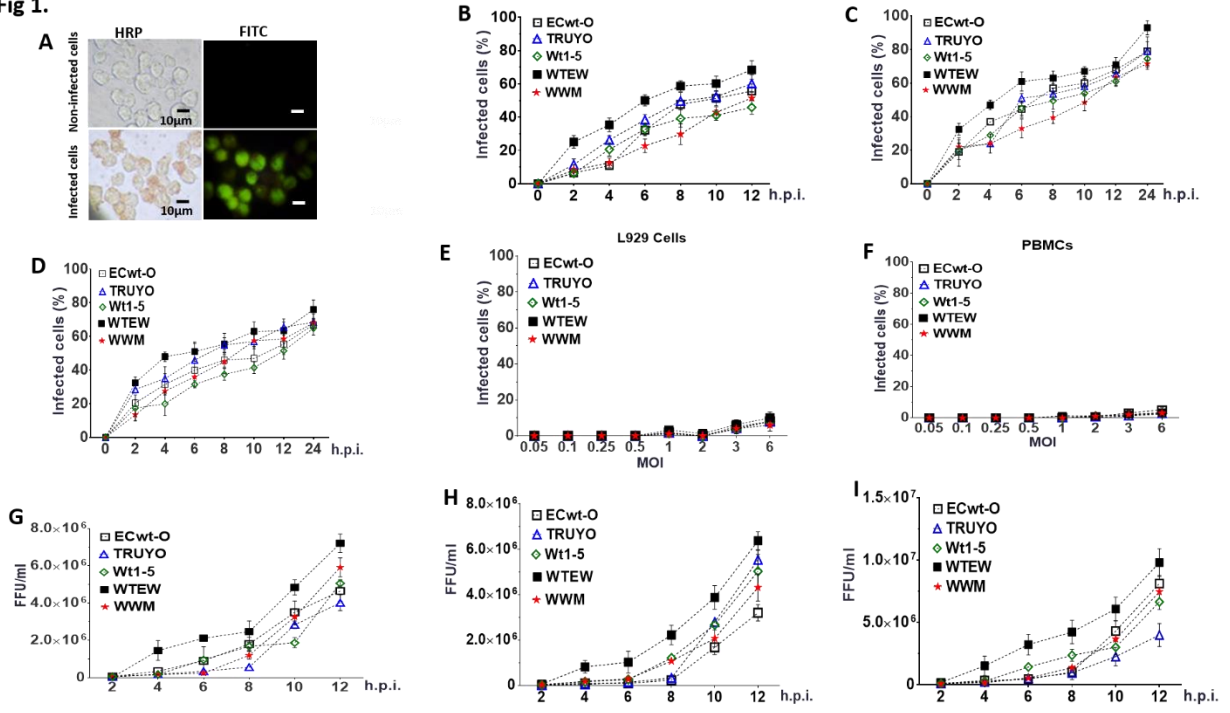 Fig 1.
A
HRP
FITC
Non-infected cells
10µm
Infected cells
10µm
B
ECwt-O
TRUYO
Wt1-5
WTEW
WWM
Infected cells (%)
100
80
60
40
20
0
0 2 4 6 8 10 12 h.p.i.
C
ECwt-O
TRUYO
Wt1-5
WTEW
WWM
Infected cells (%)
100
80
60
40
20
0
0 2 4 6 8 10 12 24 h.p.i.
D
ECwt-O
TRUYO
Wt1-5
WTEW
WWM
Infected cells (%)
100
80
60
40
20
0
0 2 4 6 8 10 12 24 h.p.i.
E
L929 Cells
ECwt-O
TRUYO
Wt1-5
WTEW
WWM
Infected cells (%)
100
80
60
40
20
0
0.05 0.1 0.25 0.5 1 2 3 6
MOI
F
PBMCs
ECwt-O
TRUYO
Wt1-5
WTEW
WWM
Infected cells (%)
100
80
60
40
20
0
0.05 0.1 0.25 0.5 1 2 3 6
MOI
G
ECwt-O
TRUYO
Wt1-5
WTEW
WWM
FFU/ml
8.0×10⁶
6.0×10⁶
4.0×10⁶
2.0×10⁶
0
2 4 6 8 10 12 h.p.i.
H
ECwt-O
TRUYO
Wt1-5
WTEW
WWM
FFU/ml
8.0×10⁶
6.0×10⁶
4.0×10⁶
2.0×10⁶
0
2 4 6 8 10 12 h.p.i.
I
ECwt-O
TRUYO
Wt1-5
WTEW
WWM
FFU/ml
1.5×10⁷
1.0×10⁷
5.0×10⁶
0
2 4 6 8 10 12 h.p.i.